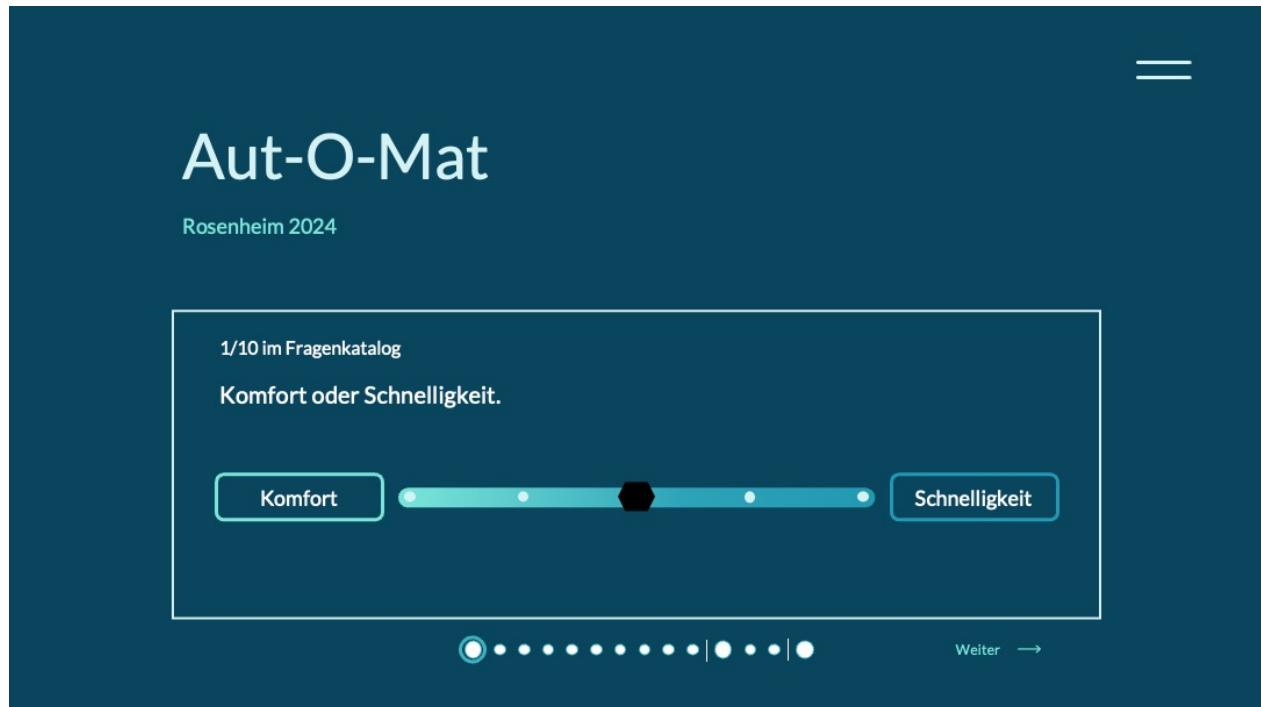 Aut-O-Mat
Rosenheim 2024
1/10 im Fragenkatalog
Komfort oder Schnelligkeit.
Komfort
Schnelligkeit
Weiter →